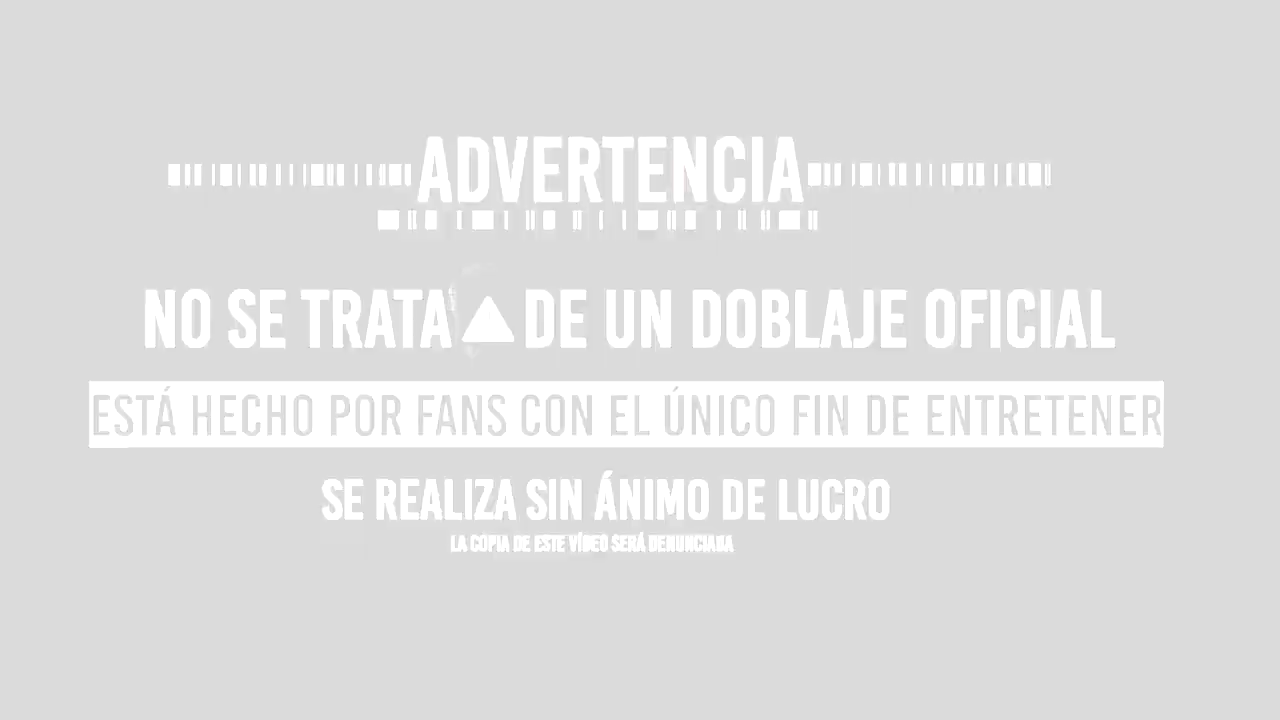 ADVERTENCIA
NO SE TRATA DE UN DOBLAJE OFICIAL
ESTÁ HECHO POR FANS CON EL ÚNICO FIN DE ENTRETENER
SE REALIZA SIN ÁNIMO DE LUCRO
LA COPIA DE ESTE VÍDEO SERÁ DENUNCIADA